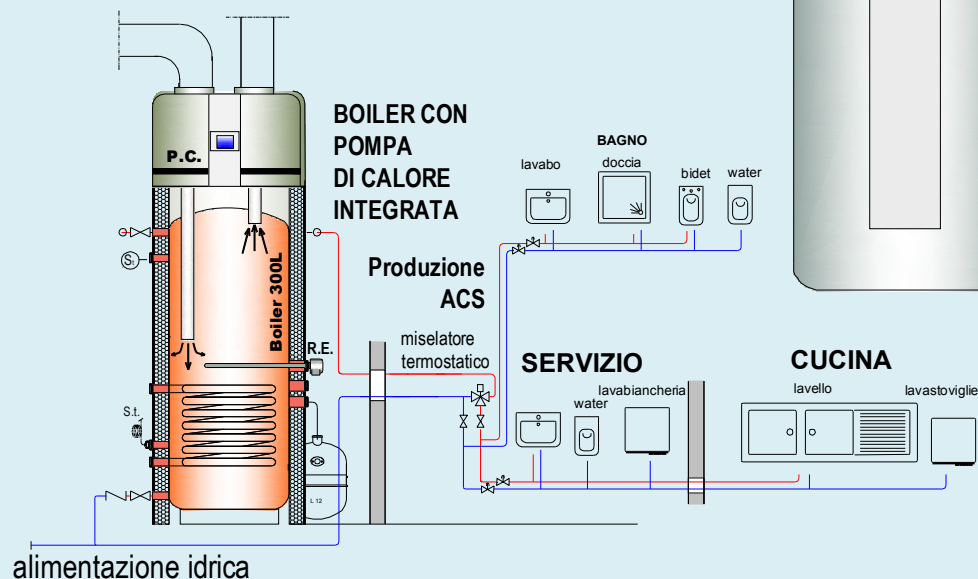 P.C.
BOILER CON
POMPA
DI CALORE
INTEGRATA
Boiler 300L
S.t.
R.E.
S.t.
L 12
Produzione
ACS
miselatore
termostatico
BAGNO
lavabo
doccia
bidet
water
SERVIZIO
water
lavabiancheria
CUCINA
lavello
lavastoviglie
alimentazione idrica